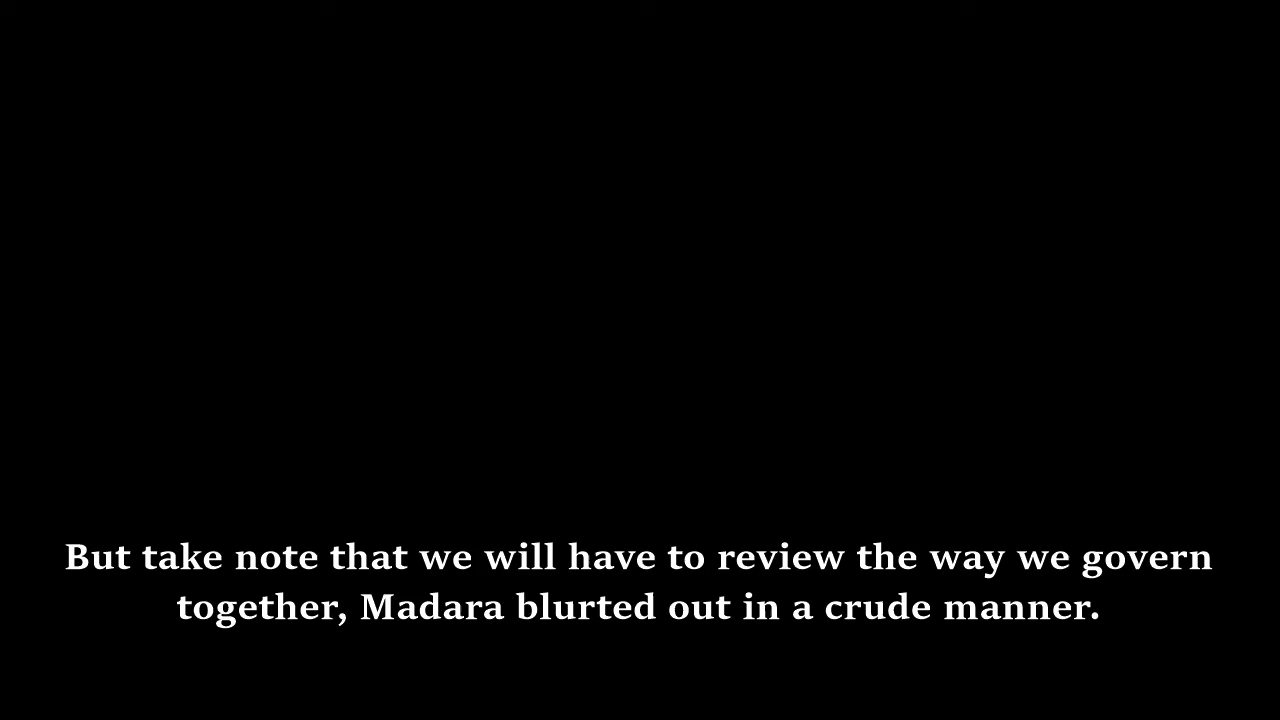 But take note that we will have to review the way we govern
together, Madara blurted out in a crude manner.